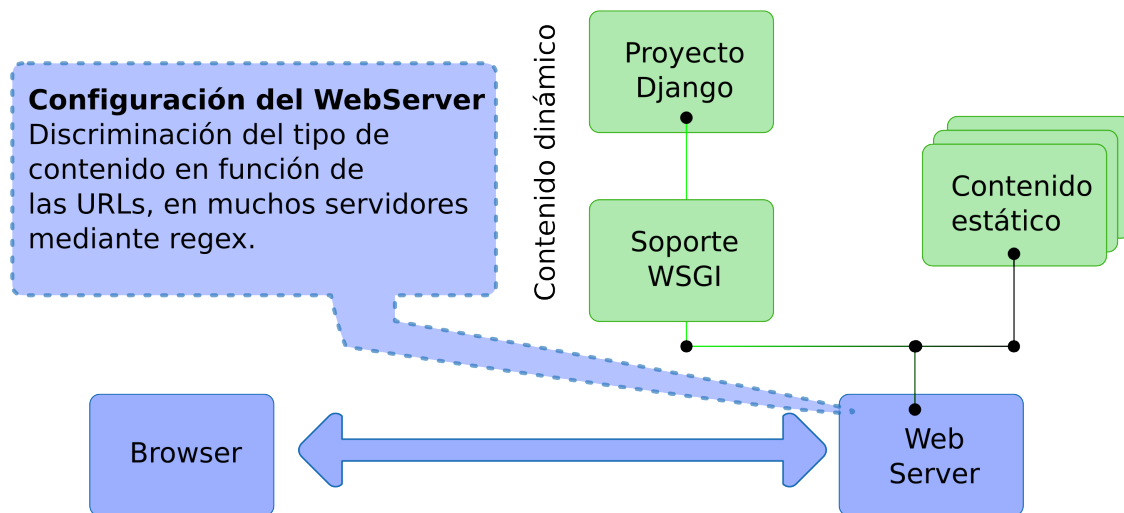 Configuración del WebServer
Discriminación del tipo de
contenido en función de
las URLs, en muchos servidores
mediante regex.
Contenido dinámico
Proyecto
Django
Soporte
WSGI
Contenido
estático
Browser
Web
Server